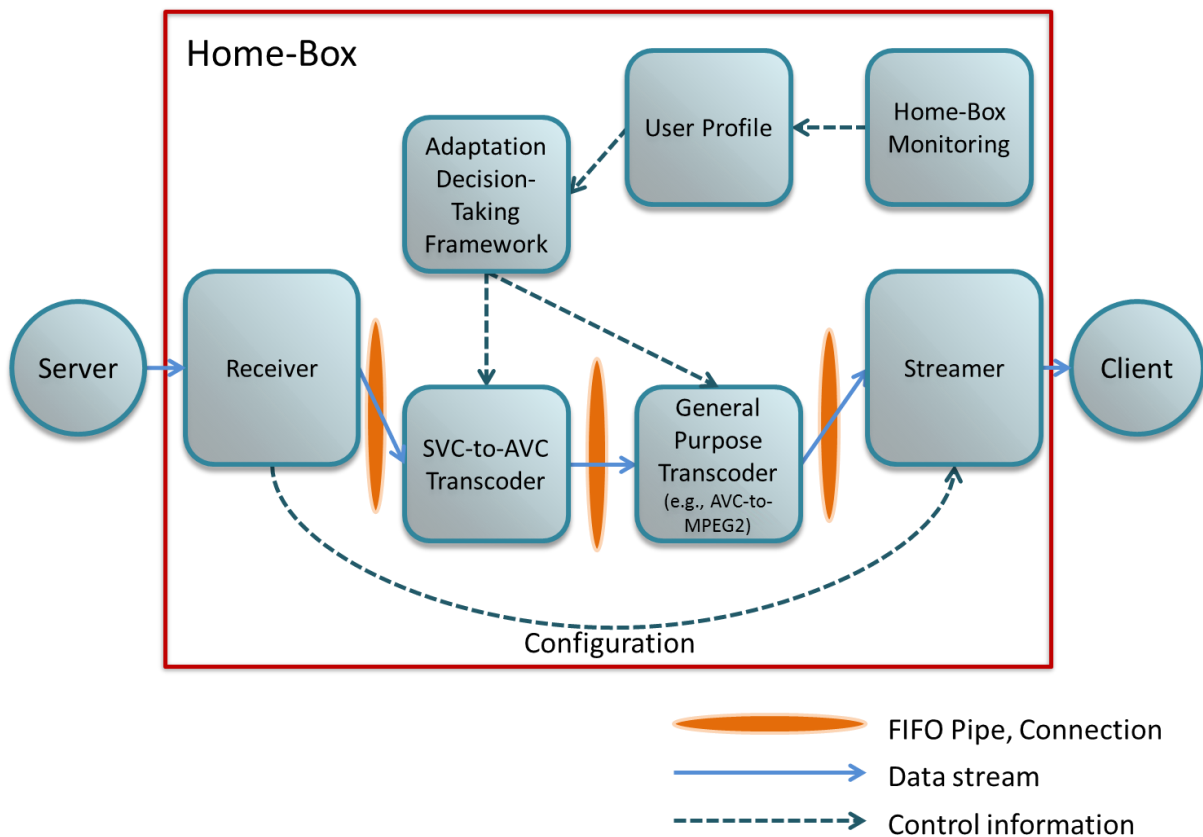 Home-Box
User Profile
Home-Box
Monitoring
Adaptation
Decision-
Taking
Framework
Server
Receiver
SVC-to-AVC
Transcoder
General
Purpose
Transcoder
(e.g., AVC-to-
MPEG2)
Streamer
Client
Configuration
FIFO Pipe, Connection
Data stream
Control information